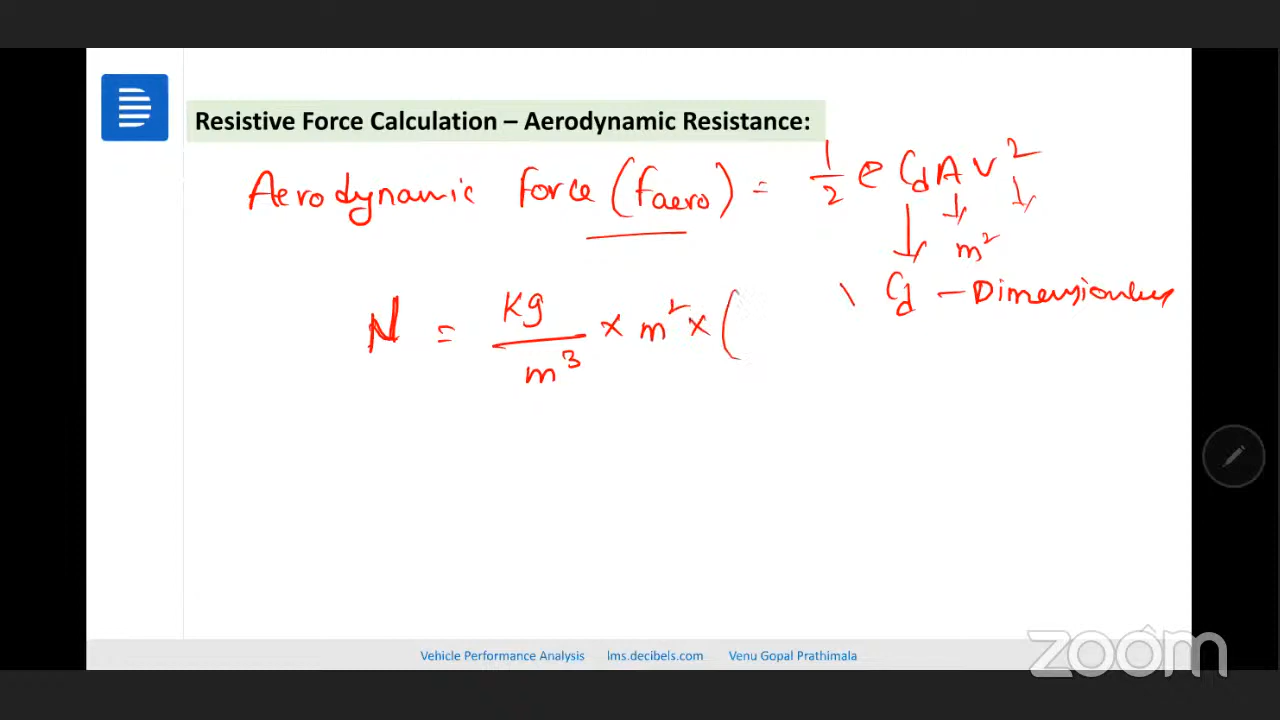 Resistive Force Calculation – Aerodynamic Resistance:
Aerodynamic Force (faero) = 1/2 ρ Cd A V²
m²
Cd – Dimensionless
N = Kg/m³ × m² × (
Vehicle Performance Analysis lms.decibels.com Venu Gopal Prathimala
zoom